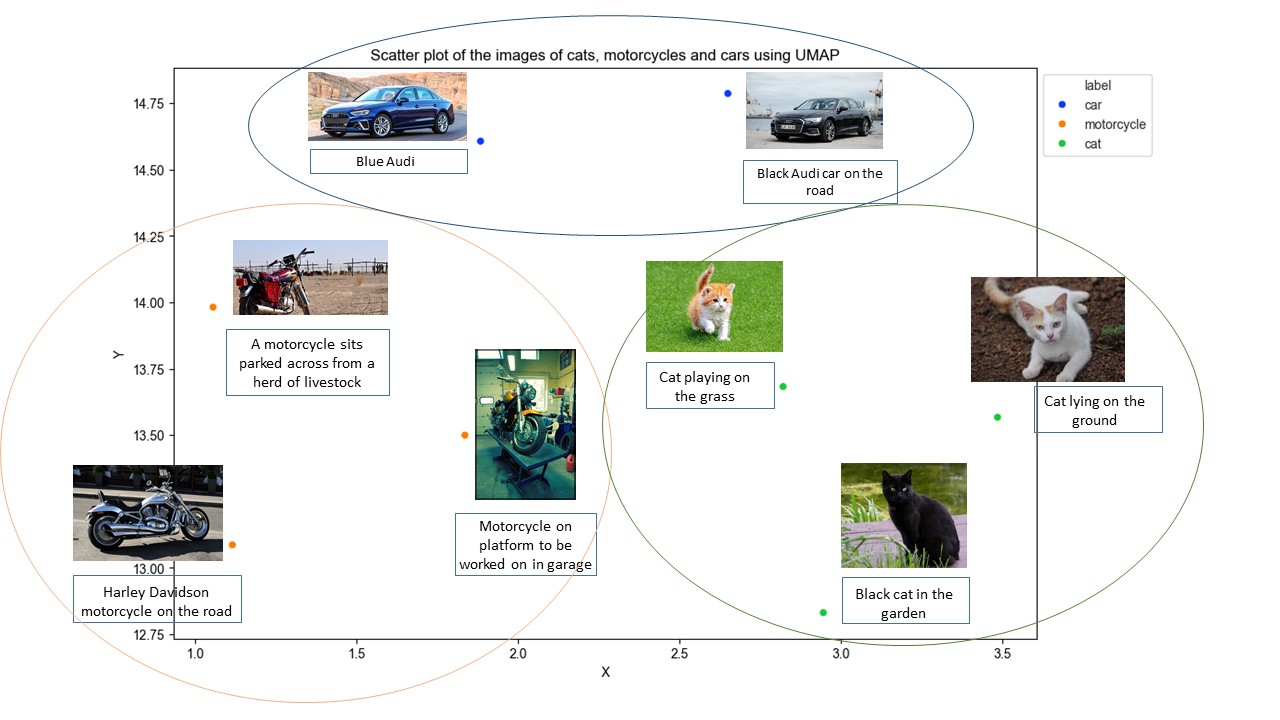 Scatter plot of the images of cats, motorcycles and cars using UMAP
label
car
motorcycle
cat
14.75
14.50
14.25
14.00
13.75
13.50
13.00
12.75
Y
Blue Audi
Black Audi car on the
road
A motorcycle sits
parked across from a
herd of livestock
Cat playing on
the grass
Cat lying on the
ground
Motorcycle on
platform to be
worked on in garage
Harley Davidson
motorcycle on the road
Black cat in the
garden
1.0
1.5
2.0
2.5
3.0
3.5
X